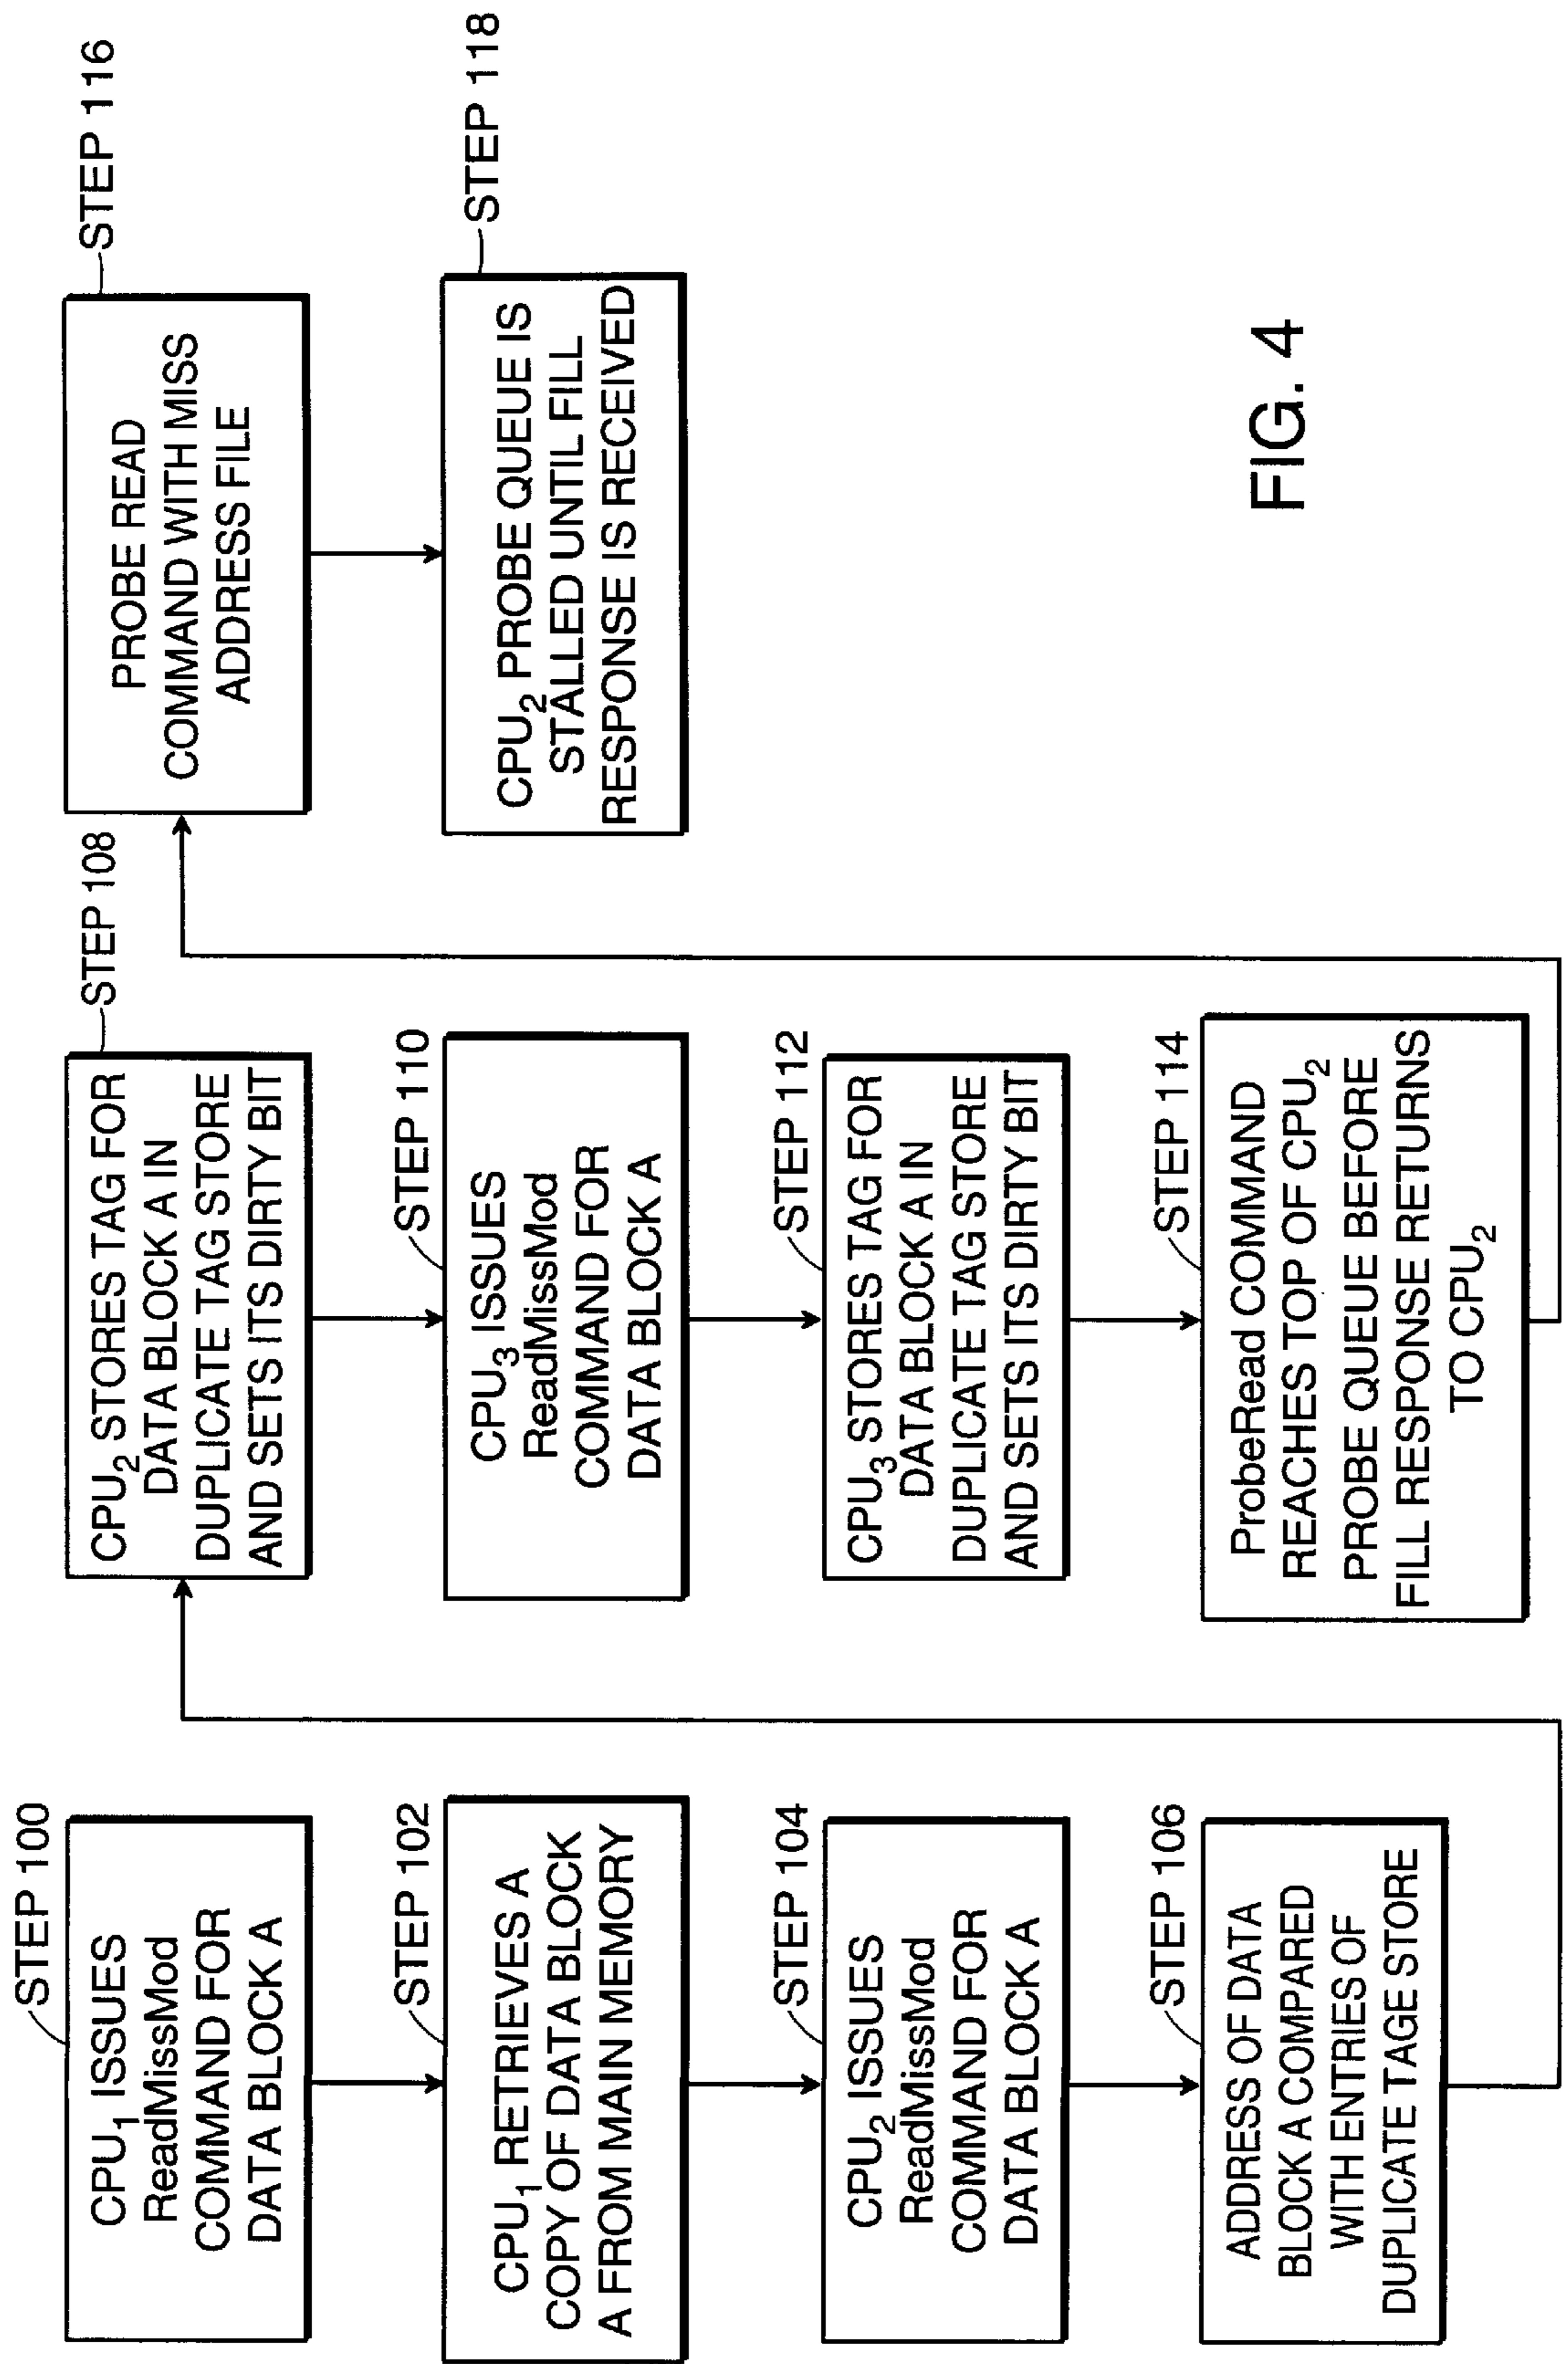 STEP 100
CPU₁ ISSUES
ReadMissMod
COMMAND FOR
DATA BLOCK A
STEP 102
CPU₁ RETRIEVES A
COPY OF DATA BLOCK
A FROM MAIN MEMORY
STEP 104
CPU₂ ISSUES
ReadMissMod
COMMAND FOR
DATA BLOCK A
STEP 106
ADDRESS OF DATA
BLOCK A COMPARED
WITH ENTRIES OF
DUPLICATE TAGE STORE
STEP 108
CPU₂ STORES TAG FOR
DATA BLOCK A IN
DUPLICATE TAG STORE
AND SETS ITS DIRTY BIT
STEP 110
CPU₃ ISSUES
ReadMissMod
COMMAND FOR
DATA BLOCK A
STEP 112
CPU₃ STORES TAG FOR
DATA BLOCK A IN
DUPLICATE TAG STORE
AND SETS ITS DIRTY BIT
STEP 114
ProbeRead COMMAND
REACHES TOP OF CPU₂
PROBE QUEUE BEFORE
FILL RESPONSE RETURNS
TO CPU₂
STEP 116
PROBE READ
COMMAND WITH MISS
ADDRESS FILE
STEP 118
CPU₂ PROBE QUEUE IS
STALLED UNTIL FILL
RESPONSE IS RECEIVED
FIG. 4